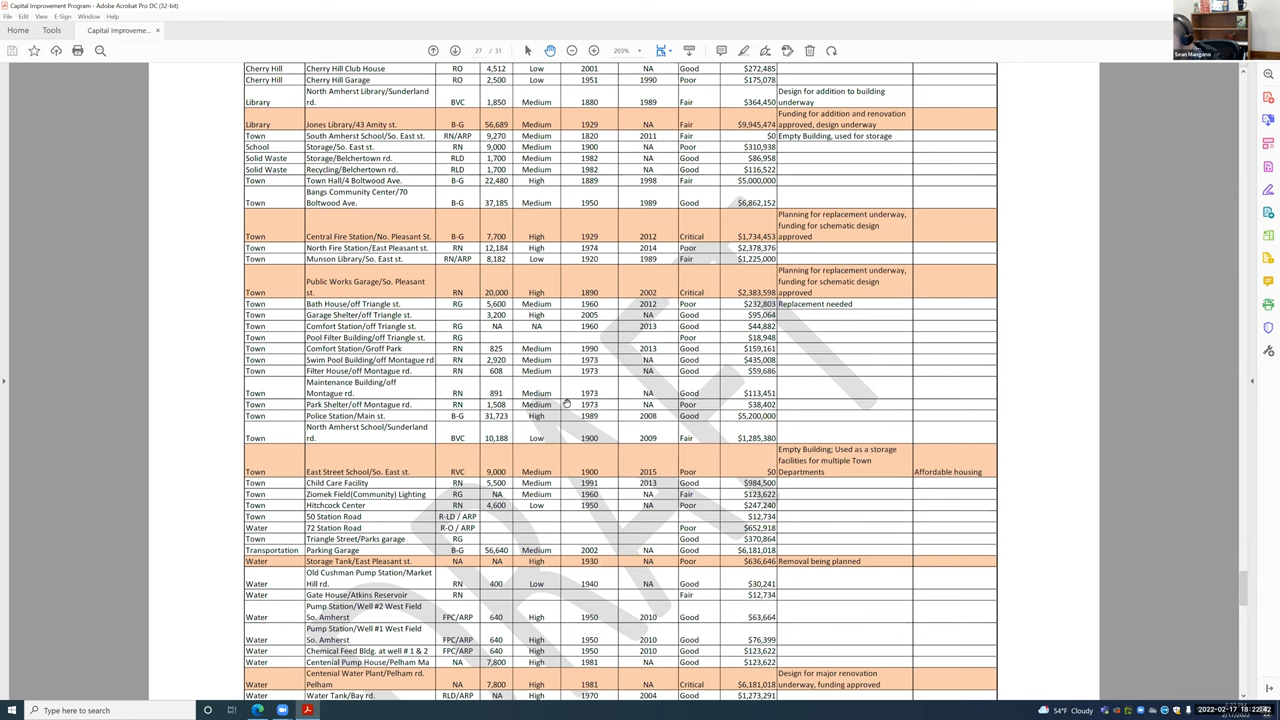 Capital Improvement Program - Adobe Acrobat Pro DC (32-bit)
File Edit View E-Sign Window Help
Home Tools Capital Improveme... ×
27 / 31 203%
Sean Mangano
Cherry Hill Cherry Hill Club House RO 5,600 Low 2001 NA Good $272,485
Cherry Hill Cherry Hill Garage RO 2,500 Low 1951 1990 Poor $175,078
North Amherst Library/Sunderland Design for addition to building
Library rd. BVC 1,850 Medium 1880 1989 Fair $364,450 underway
Funding for addition and renovation
Library Jones Library/43 Amity st. B-G 56,689 Medium 1929 NA Fair $9,945,474 approved, design underway
Town South Amherst School/So. East st. RN/ARP 9,270 Medium 1820 2011 Fair $0 Empty Building, used for storage
School Storage/So. East st. RN 9,000 Medium 1900 NA Poor $310,938
Solid Waste Storage/Belchertown rd. RLD 1,700 Medium 1982 NA Good $86,958
Solid Waste Recycling/Belchertown rd. RLD 1,700 Medium 1982 NA Good $116,522
Town Town Hall/4 Boltwood Ave. B-G 22,480 High 1889 1998 Fair $5,000,000
Bangs Community Center/70
Town Boltwood Ave. B-G 37,185 Medium 1950 1989 Good $6,862,152
Planning for replacement underway,
funding for schematic design
Town Central Fire Station/No. Pleasant St. B-G 7,700 High 1929 2012 Critical $1,734,453 approved
Town North Fire Station/East Pleasant st. RN 12,184 High 1974 2014 Poor $2,378,376
Town Munson Library/So. East st. RN/ARP 8,182 Low 1920 1989 Fair $1,225,000
Planning for replacement underway,
Public Works Garage/So. Pleasant funding for schematic design
Town st. RN 20,000 High 1890 2002 Critical $2,383,598 approved
Town Bath House/off Triangle st. RG 5,600 Medium 1960 2012 Poor $232,803 Replacement needed
Town Garage Shelter/off Triangle st. 3,200 High 2005 NA Good $95,064
Town Comfort Station/off Triangle st. RG NA NA 1960 2013 Good $44,882
Town Pool Filter Building/off Triangle st. RG Poor $18,948
Town Comfort Station/Groff Park RN 825 Medium 1990 2013 Good $159,161
Town Swim Pool Building/off Montague rd RN 2,920 Medium 1973 NA Good $435,008
Town Filter House/off Montague rd. RN 608 Medium 1973 NA Good $59,686
Maintenance Building/off
Town Montague rd. RN 891 Medium 1973 NA Good $113,451
Town Park Shelter/off Montague rd. RN 1,508 Medium 1973 NA Poor $38,402
Town Police Station/Main st. B-G 31,723 High 1989 2008 Good $5,200,000
North Amherst School/Sunderland
Town rd. BVC 10,188 Low 1900 2009 Fair $1,285,380
Empty Building; Used as a storage
facilities for multiple Town
Town East Street School/So. East st. RVC 9,000 Medium 1900 2015 Poor $0 Departments Affordable housing
Town Child Care Facility RN 5,500 Medium 1991 2013 Good $984,500
Town Ziomek Field(Community) Lighting RG NA Medium 1960 NA Fair $123,622
Town Hitchcock Center RN 4,600 Low 1950 NA Poor $247,240
Town 50 Station Road R-LD / ARP $12,734
Water 72 Station Road R-O / ARP Poor $652,918
Town Triangle Street/Parks garage RG Good $370,864
Transportation Parking Garage B-G 56,640 Medium 2002 NA Good $6,181,018
Water Storage Tank/East Pleasant st. NA NA High 1930 NA Poor $636,646 Removal being planned
Old Cushman Pump Station/Market
Water Hill rd. RN 400 Low 1940 NA Good $30,241
Water Gate House/Atkins Reservoir RN Fair $12,734
Pump Station/Well #2 West Field
Water So. Amherst FPC/ARP 640 High 1950 2010 Good $63,664
Pump Station/Well #1 West Field
Water So. Amherst FPC/ARP 640 High 1950 2010 Good $76,399
Water Chemical Feed Bldg. at well # 1 & 2 FPC/ARP 640 High 1950 2010 Good $123,622
Water Centenial Pump House/Pelham Ma NA 7,800 High 1981 NA Good $123,622
Centenial Water Plant/Pelham rd. Design for major renovation
Water Pelham NA 7,800 High 1981 NA Critical $6,181,018 underway, funding approved
Water Water Tank/Bay rd. RLD/ARP NA High 1970 2004 Good $1,273,291
DRAFT
Type here to search
54°F Cloudy
2022-02-17 18:22:42
2/17/2022